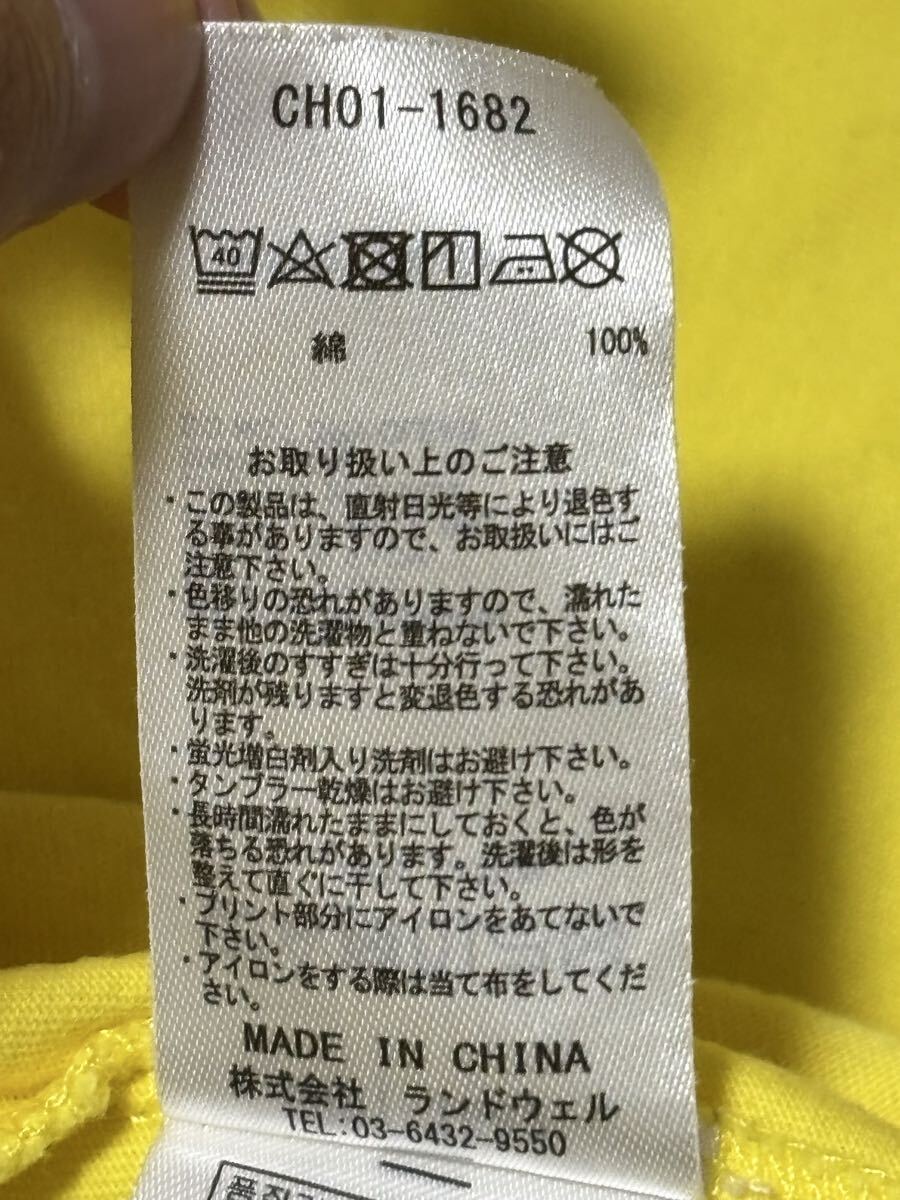 CH01-1682
40
綿 100%
お取り扱い上のご注意
・この製品は、直射日光等により退色す
る事がありますので、お取扱いにはご
注意下さい。
・色移りの恐れがありますので、濡れた
まま他の洗濯物と重ねないで下さい。
・洗濯後のすすぎは十分行って下さい。
洗剤が残りますと変退色する恐れがあ
ります。
・蛍光増白剤入り洗剤はお避け下さい。
・タンブラー乾燥はお避け下さい。
・長時間濡れたままにしておくと、色が
落ちる恐れがあります。洗濯後は形を
整えて直ぐに干して下さい。
・プリント部分にアイロンをあてないで
下さい。
・アイロンをする際は当て布をしてくだ
さい。
MADE IN CHINA
株式会社 ランドウェル
TEL:03-6432-9550